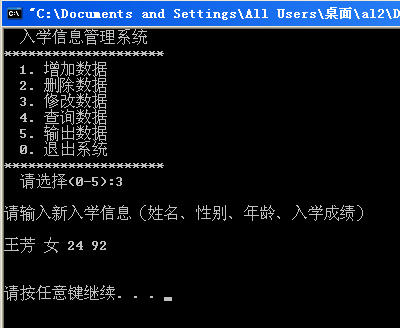 "C:\Documents and Settings\All Users\桌面\al2\D
入学信息管理系统
********************
1. 增加数据
2. 删除数据
3. 修改数据
4. 查询数据
5. 输出数据
0. 退出系统
********************
请选择(0-5):3
请输入新入学信息（姓名、性别、年龄、入学成绩）
王芳 女 24 92
请按任意键继续. . .